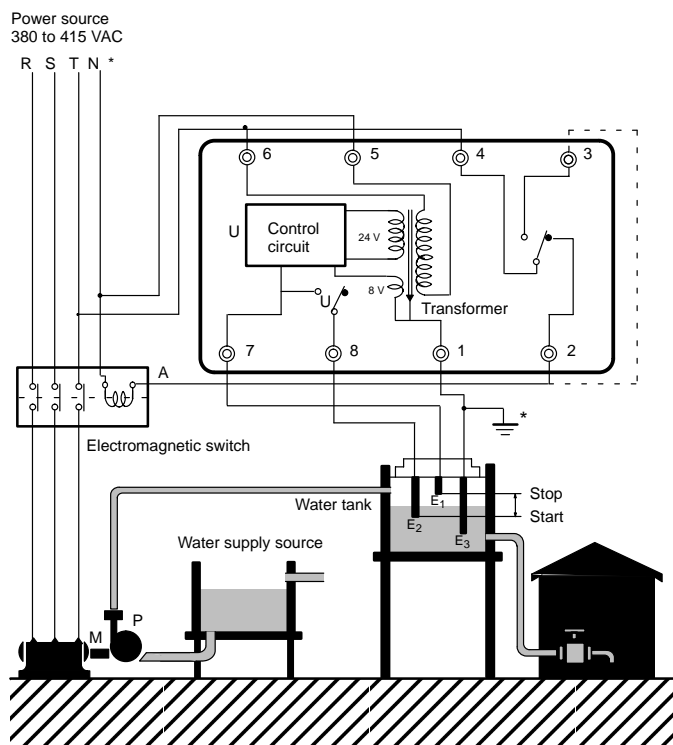 Power source
380 to 415 VAC
R S T N *
6 5 4 3
U Control
circuit
24 V
8 V
U
Transformer
7 8 1 2
A
*
Electromagnetic switch
Water tank
E1
E2
E3
Stop
Start
Water supply source
P
M